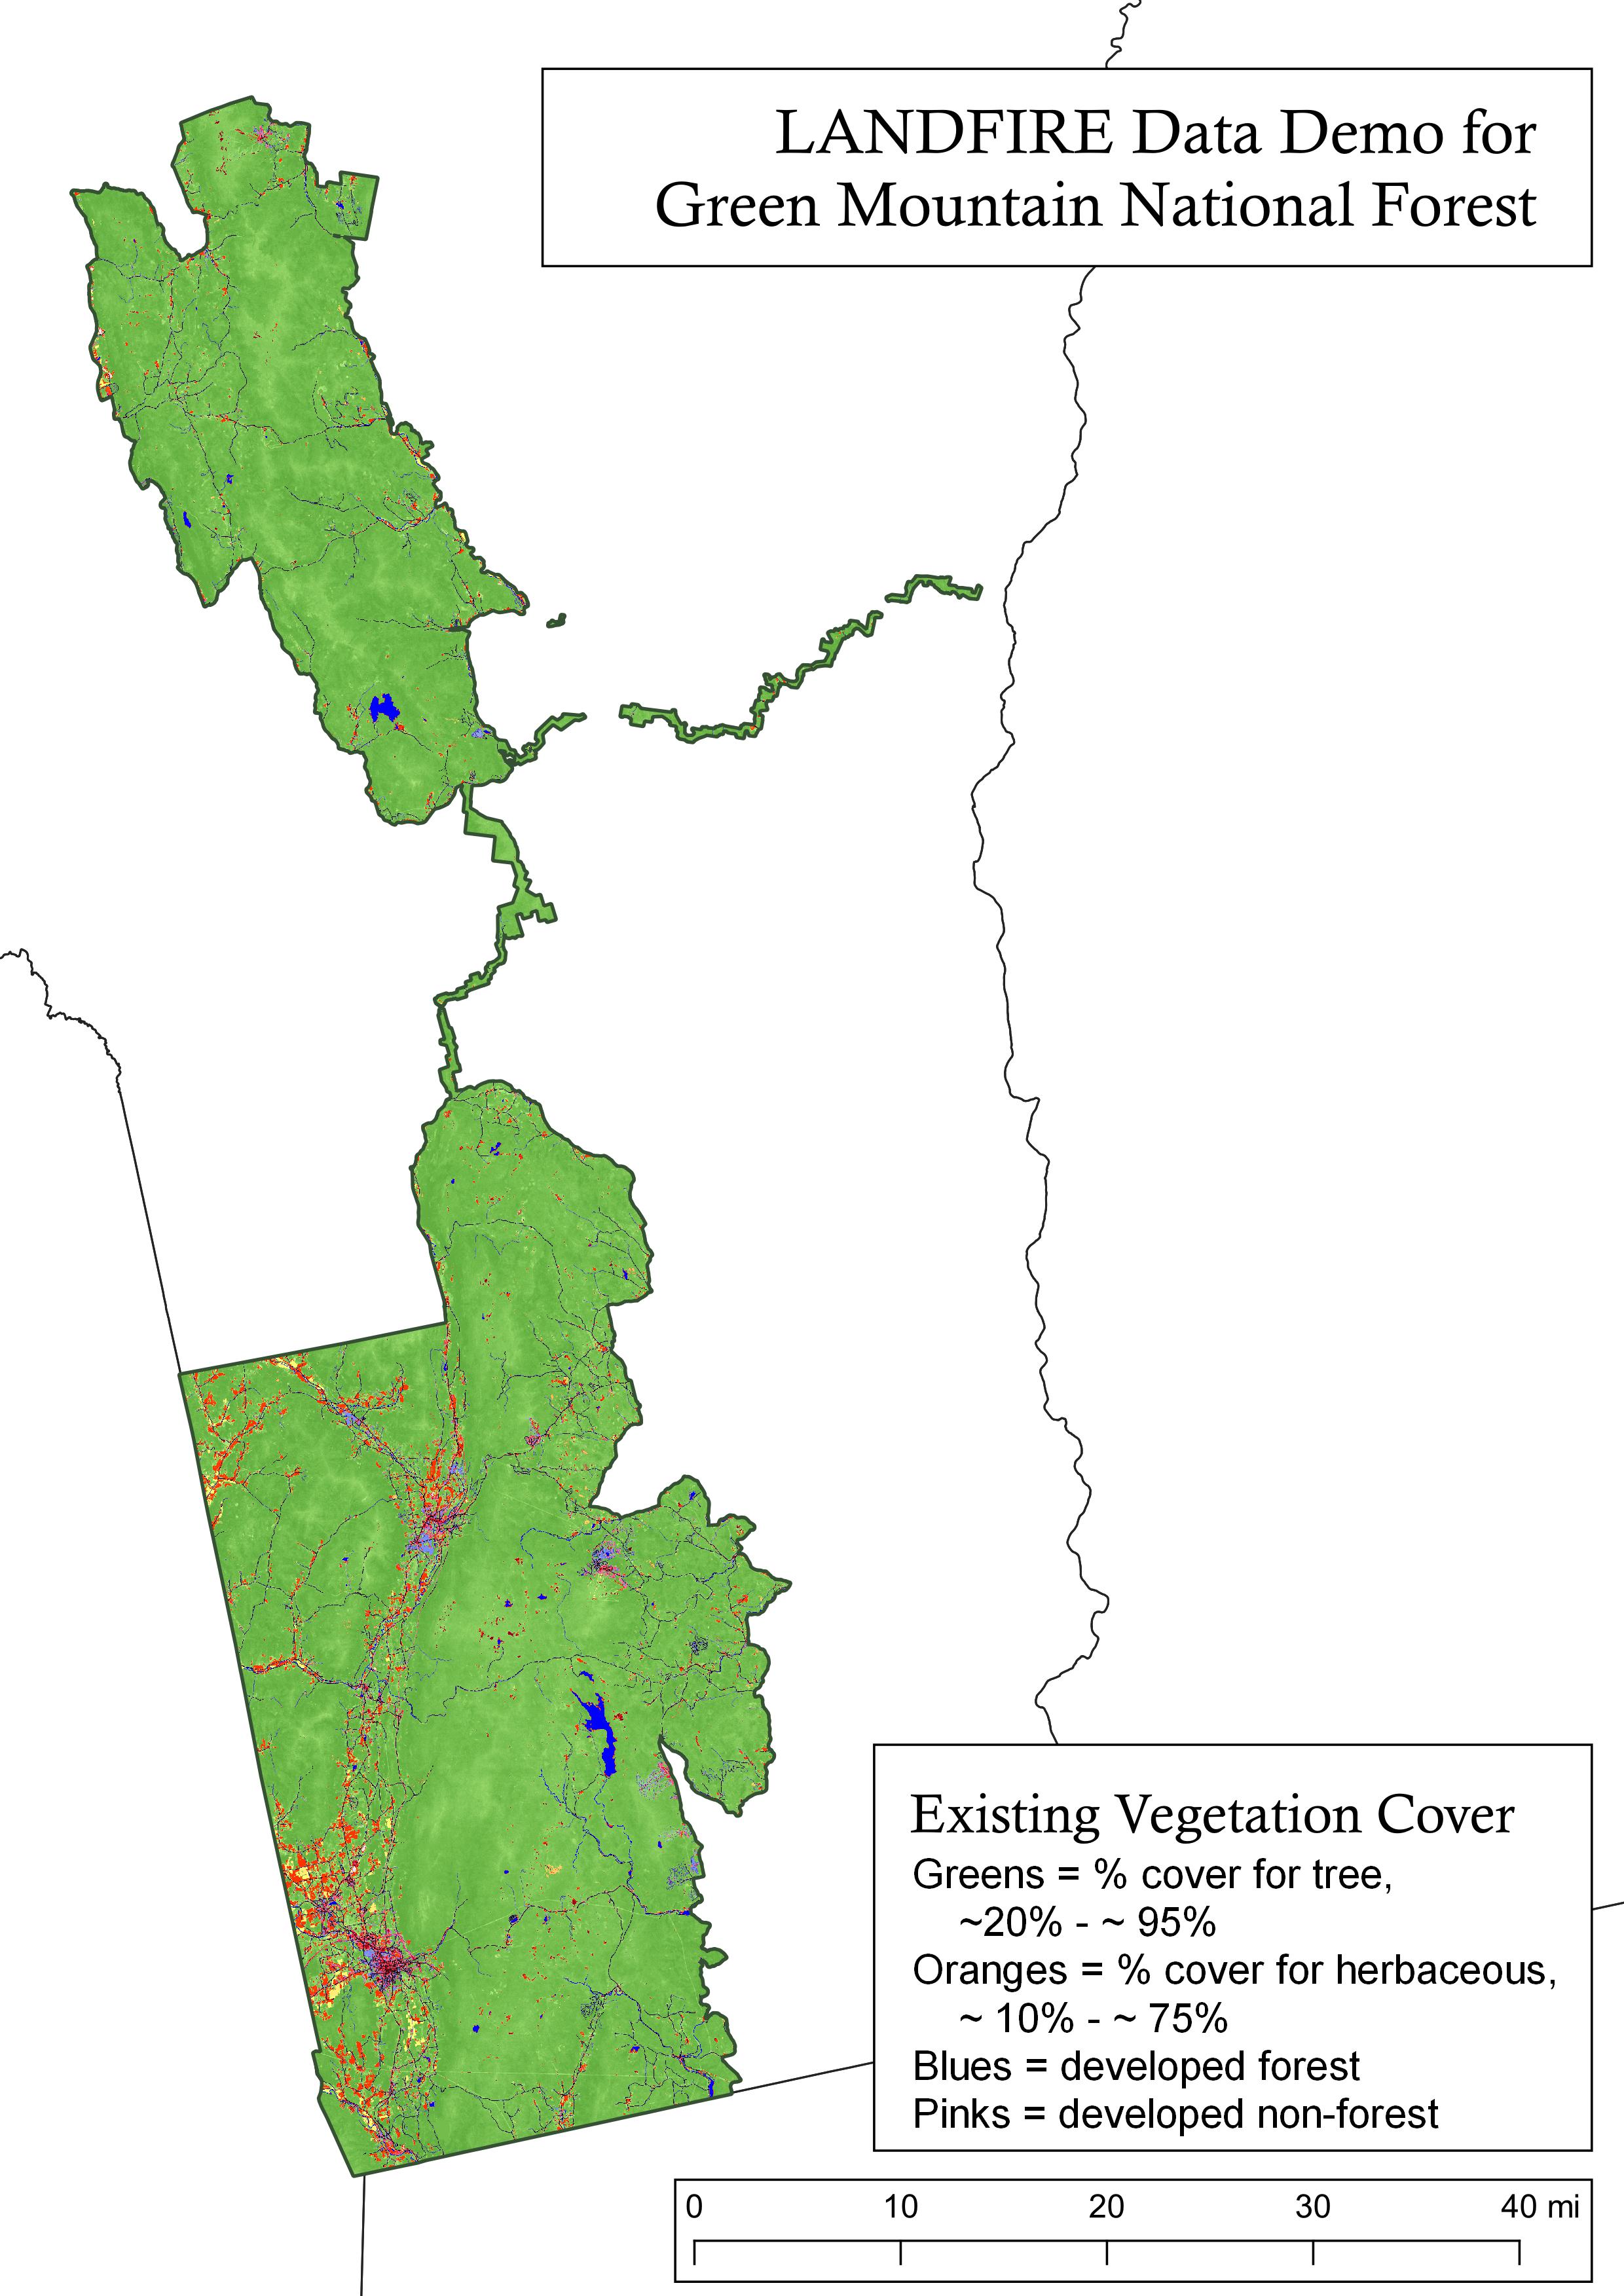 LANDFIRE Data Demo for
Green Mountain National Forest
Existing Vegetation Cover
Greens = % cover for tree,
~20% - ~ 95%
Oranges = % cover for herbaceous,
~ 10% - ~ 75%
Blues = developed forest
Pinks = developed non-forest
0 10 20 30 40 mi